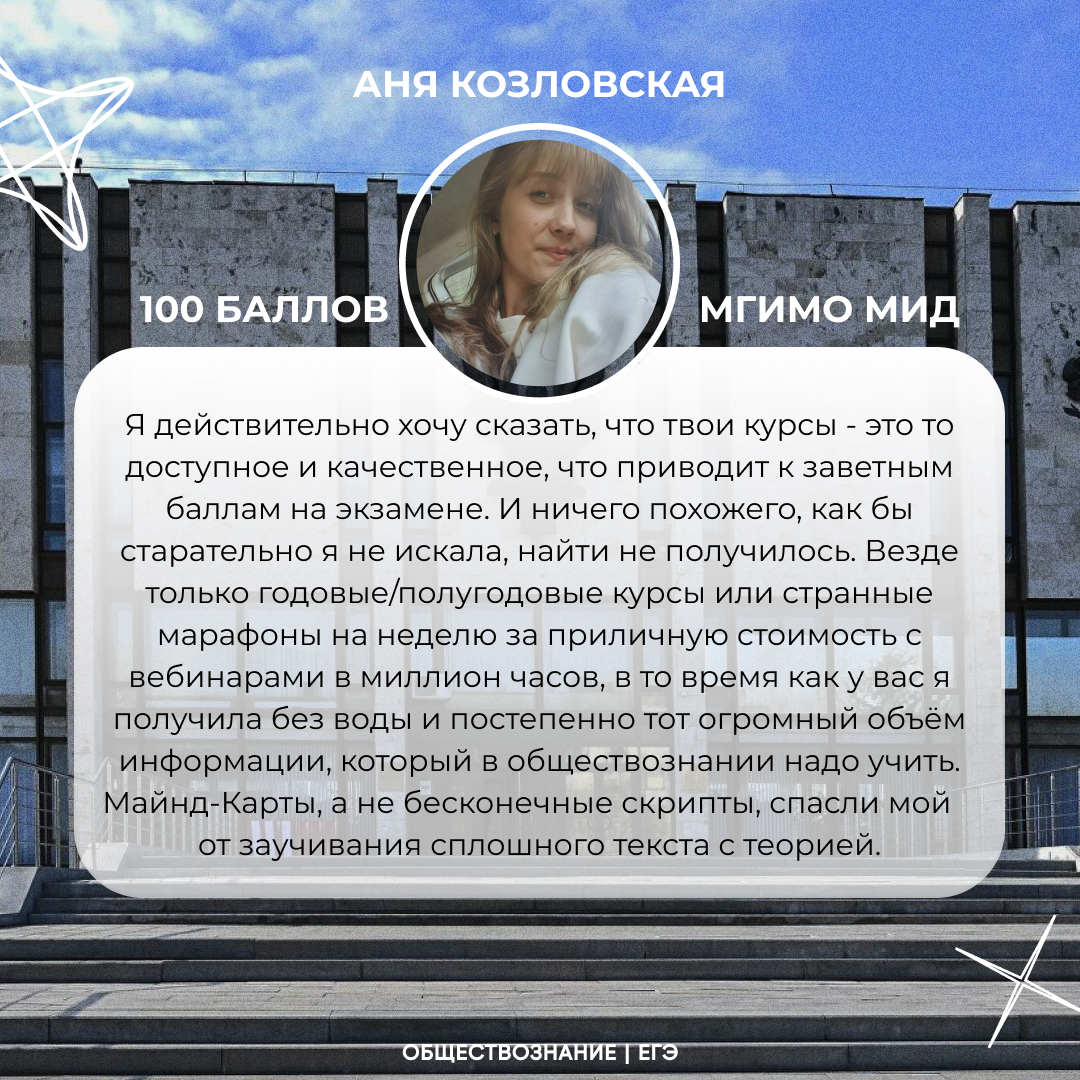 АНЯ КОЗЛОВСКАЯ
100 БАЛЛОВ
МГИМО МИД
Я действительно хочу сказать, что твои курсы - это то
доступное и качественное, что приводит к заветным
баллам на экзамене. И ничего похожего, как бы
старательно я не искала, найти не получилось. Везде
только годовые/полугодовые курсы или странные
марафоны на неделю за приличную стоимость с
вебинарами в миллион часов, в то время как у вас я
получила без воды и постепенно тот огромный объём
информации, который в обществознании надо учить.
Майнд-Карты, а не бесконечные скрипты, спасли мой
от заучивания сплошного текста с теорией.
ОБЩЕСТВОЗНАНИЕ | ЕГЭ